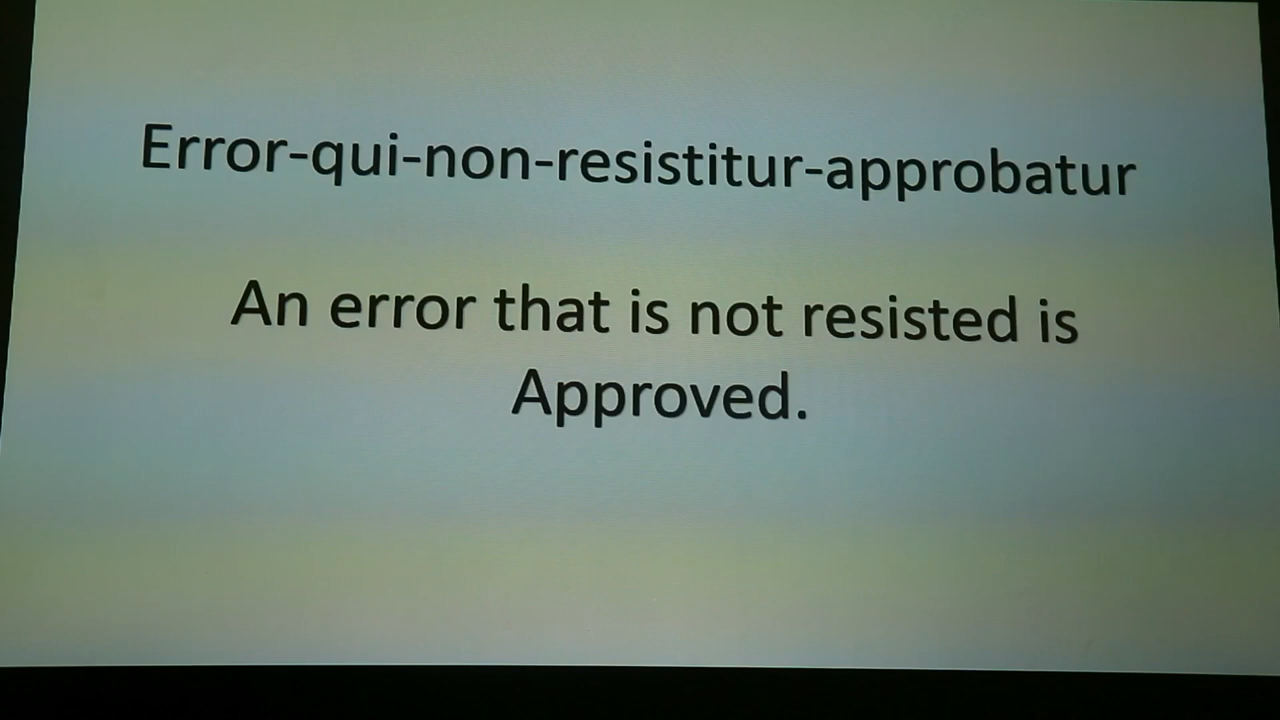 Error-qui-non-resistitur-approbatur
An error that is not resisted is
Approved.